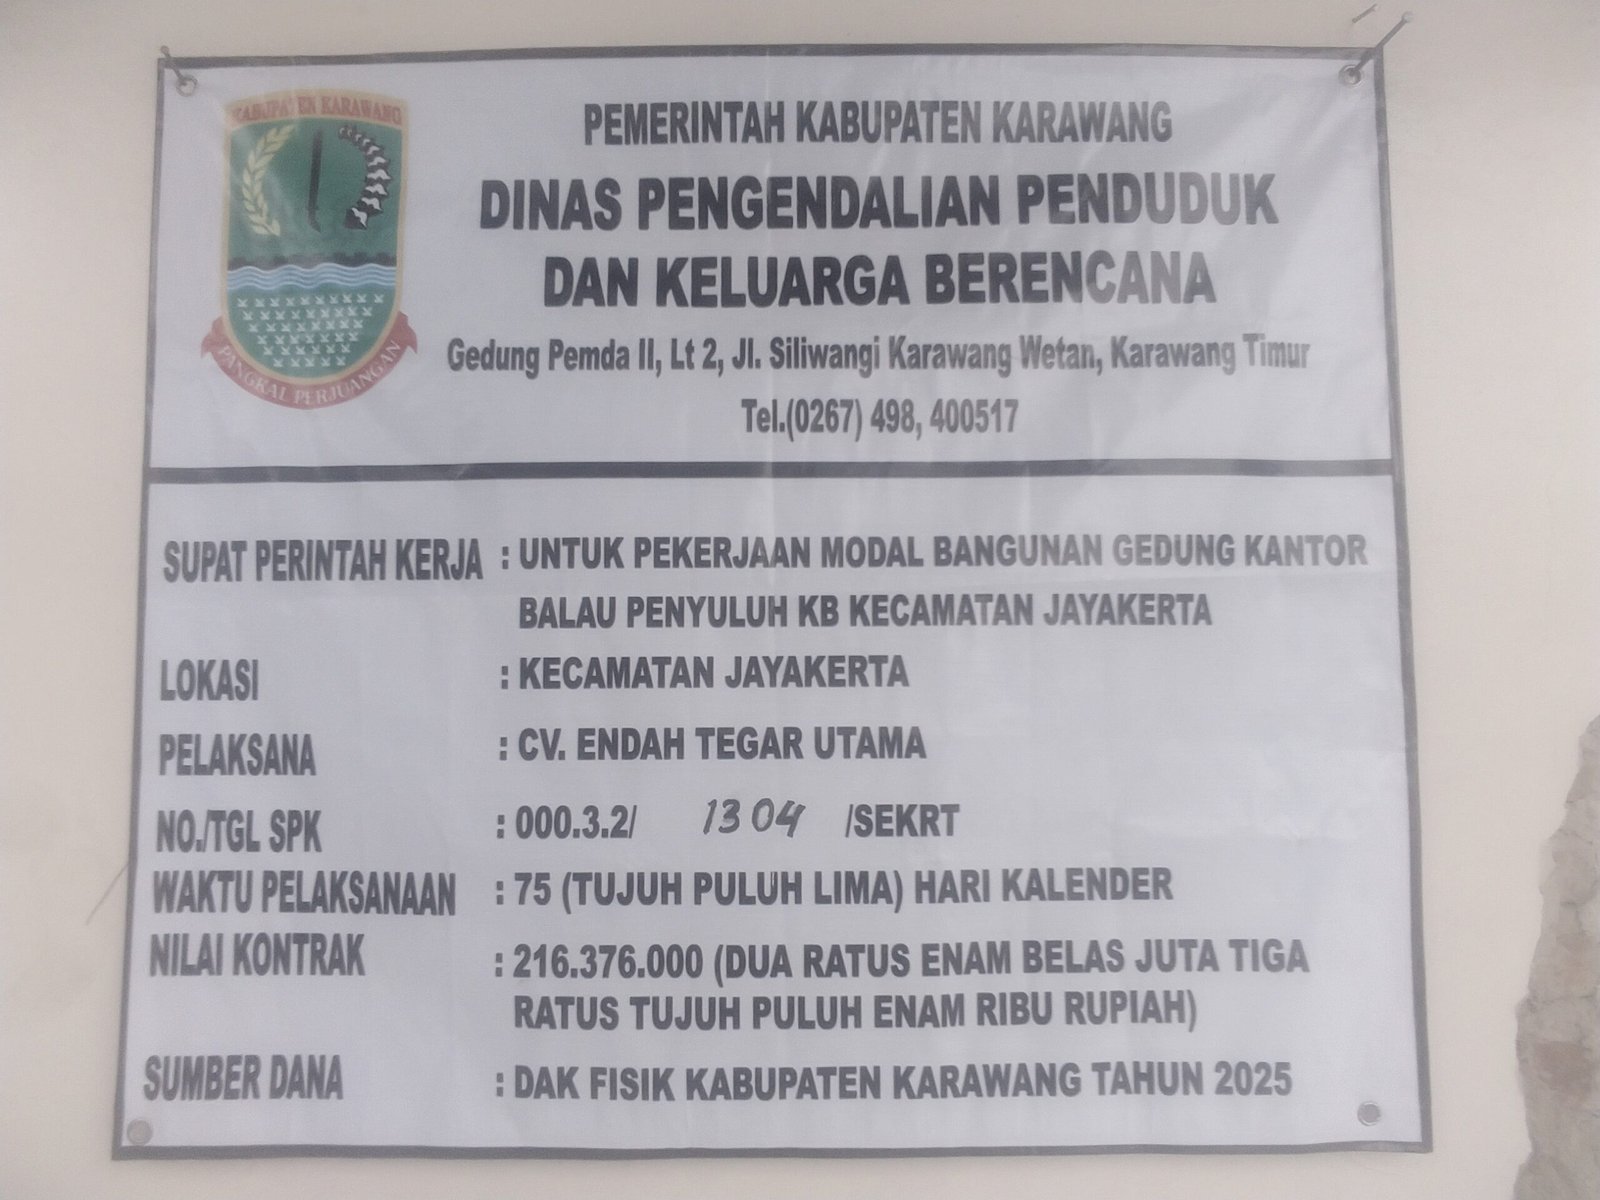 KABUPATEN KARAWANG
PANGKAL PERJUANGAN
PEMERINTAH KABUPATEN KARAWANG
DINAS PENGENDALIAN PENDUDUK
DAN KELUARGA BERENCANA
Gedung Pemda II, Lt 2, Jl. Siliwangi Karawang Wetan, Karawang Timur
Tel.(0267) 498, 400517
SUPAT PERINTAH KERJA : UNTUK PEKERJAAN MODAL BANGUNAN GEDUNG KANTOR
BALAU PENYULUH KB KECAMATAN JAYAKERTA
LOKASI : KECAMATAN JAYAKERTA
PELAKSANA : CV. ENDAH TEGAR UTAMA
NO./TGL SPK : 000.3.2/ 1304 /SEKRT
WAKTU PELAKSANAAN : 75 (TUJUH PULUH LIMA) HARI KALENDER
NILAI KONTRAK : 216.376.000 (DUA RATUS ENAM BELAS JUTA TIGA
RATUS TUJUH PULUH ENAM RIBU RUPIAH)
SUMBER DANA : DAK FISIK KABUPATEN KARAWANG TAHUN 2025